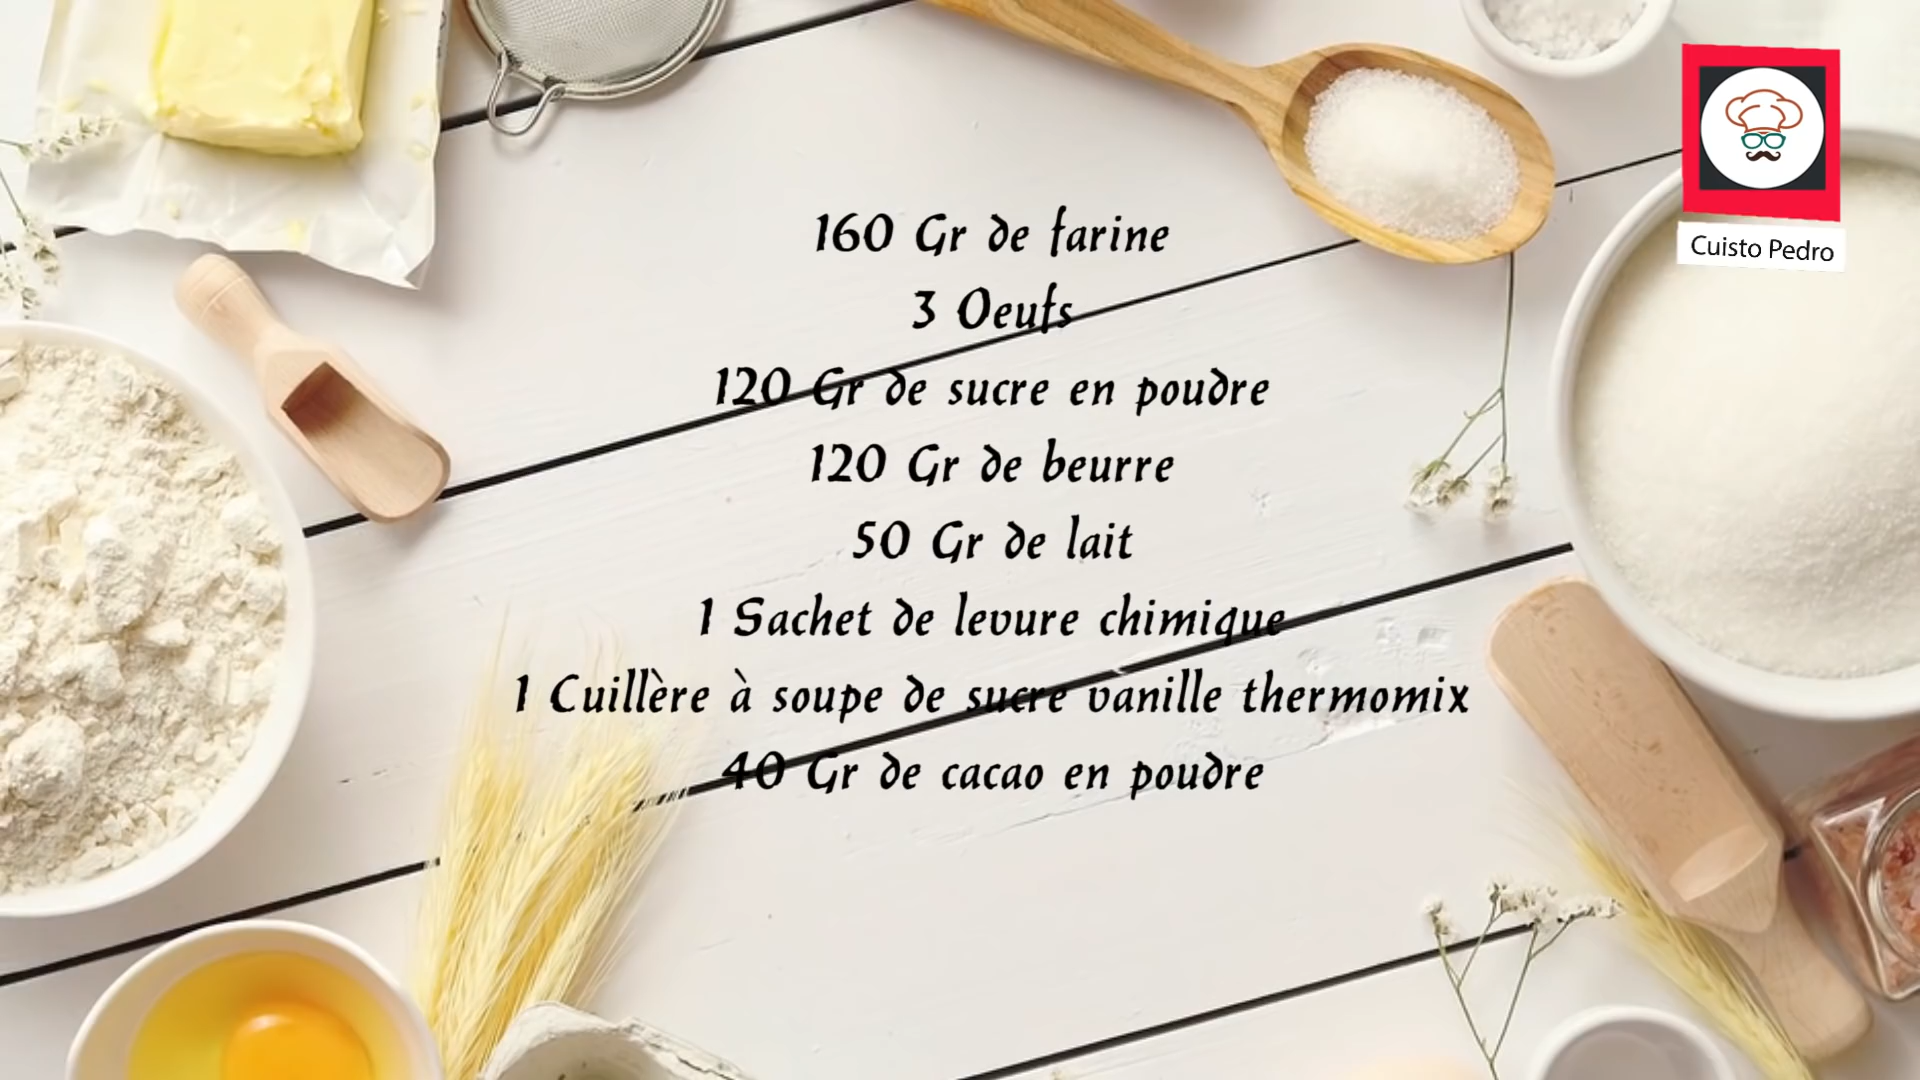 160 Gr de farine
3 Oeufs
120 Gr de sucre en poudre
120 Gr de beurre
50 Gr de lait
1 Sachet de levure chimique
1 Cuillère à soupe de sucre vanille thermomix
40 Gr de cacao en poudre
Cuisto Pedro